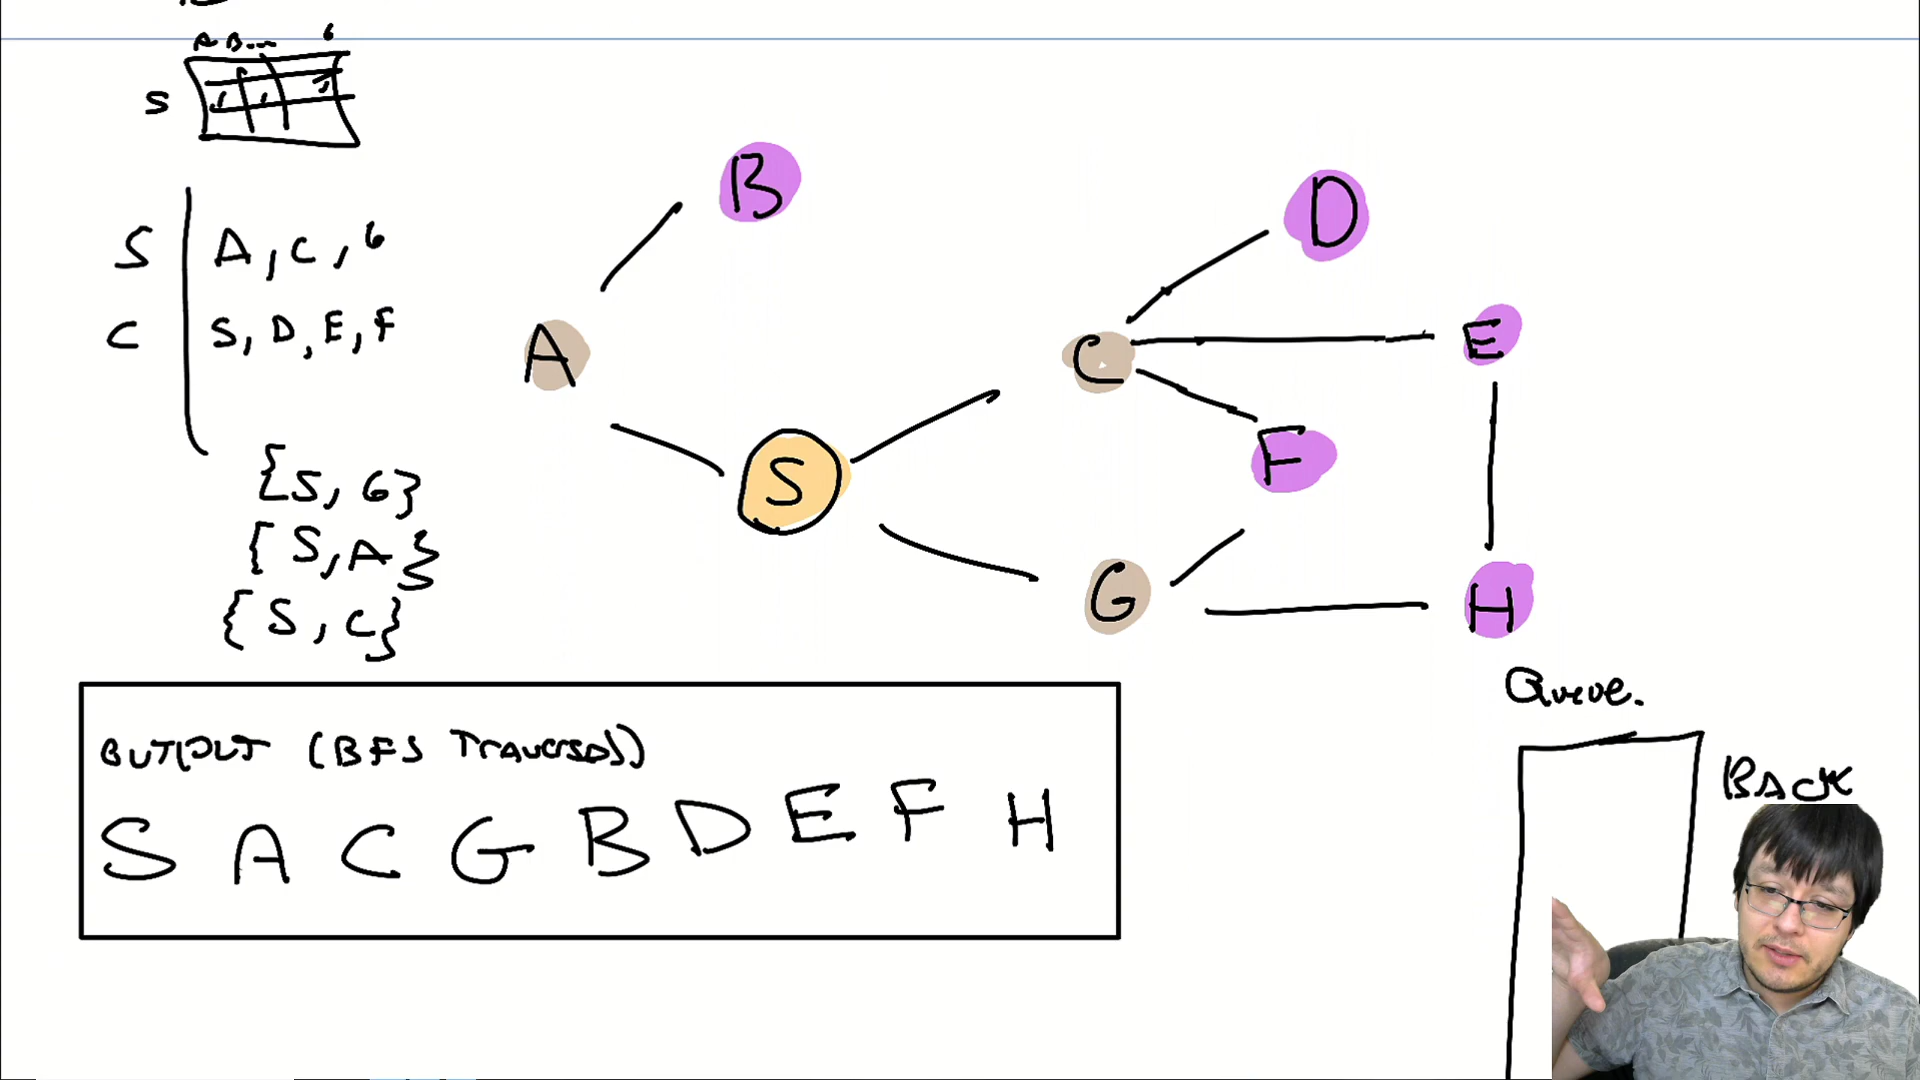 A B... G
S
S A, C, G
C S, D, E, F
{S, G}
{S, A}
{S, C}
B
D
A
C
E
S
F
G
H
Queue.
BACK
OUTPUT (BFS Traversal)
S A C G B D E F H